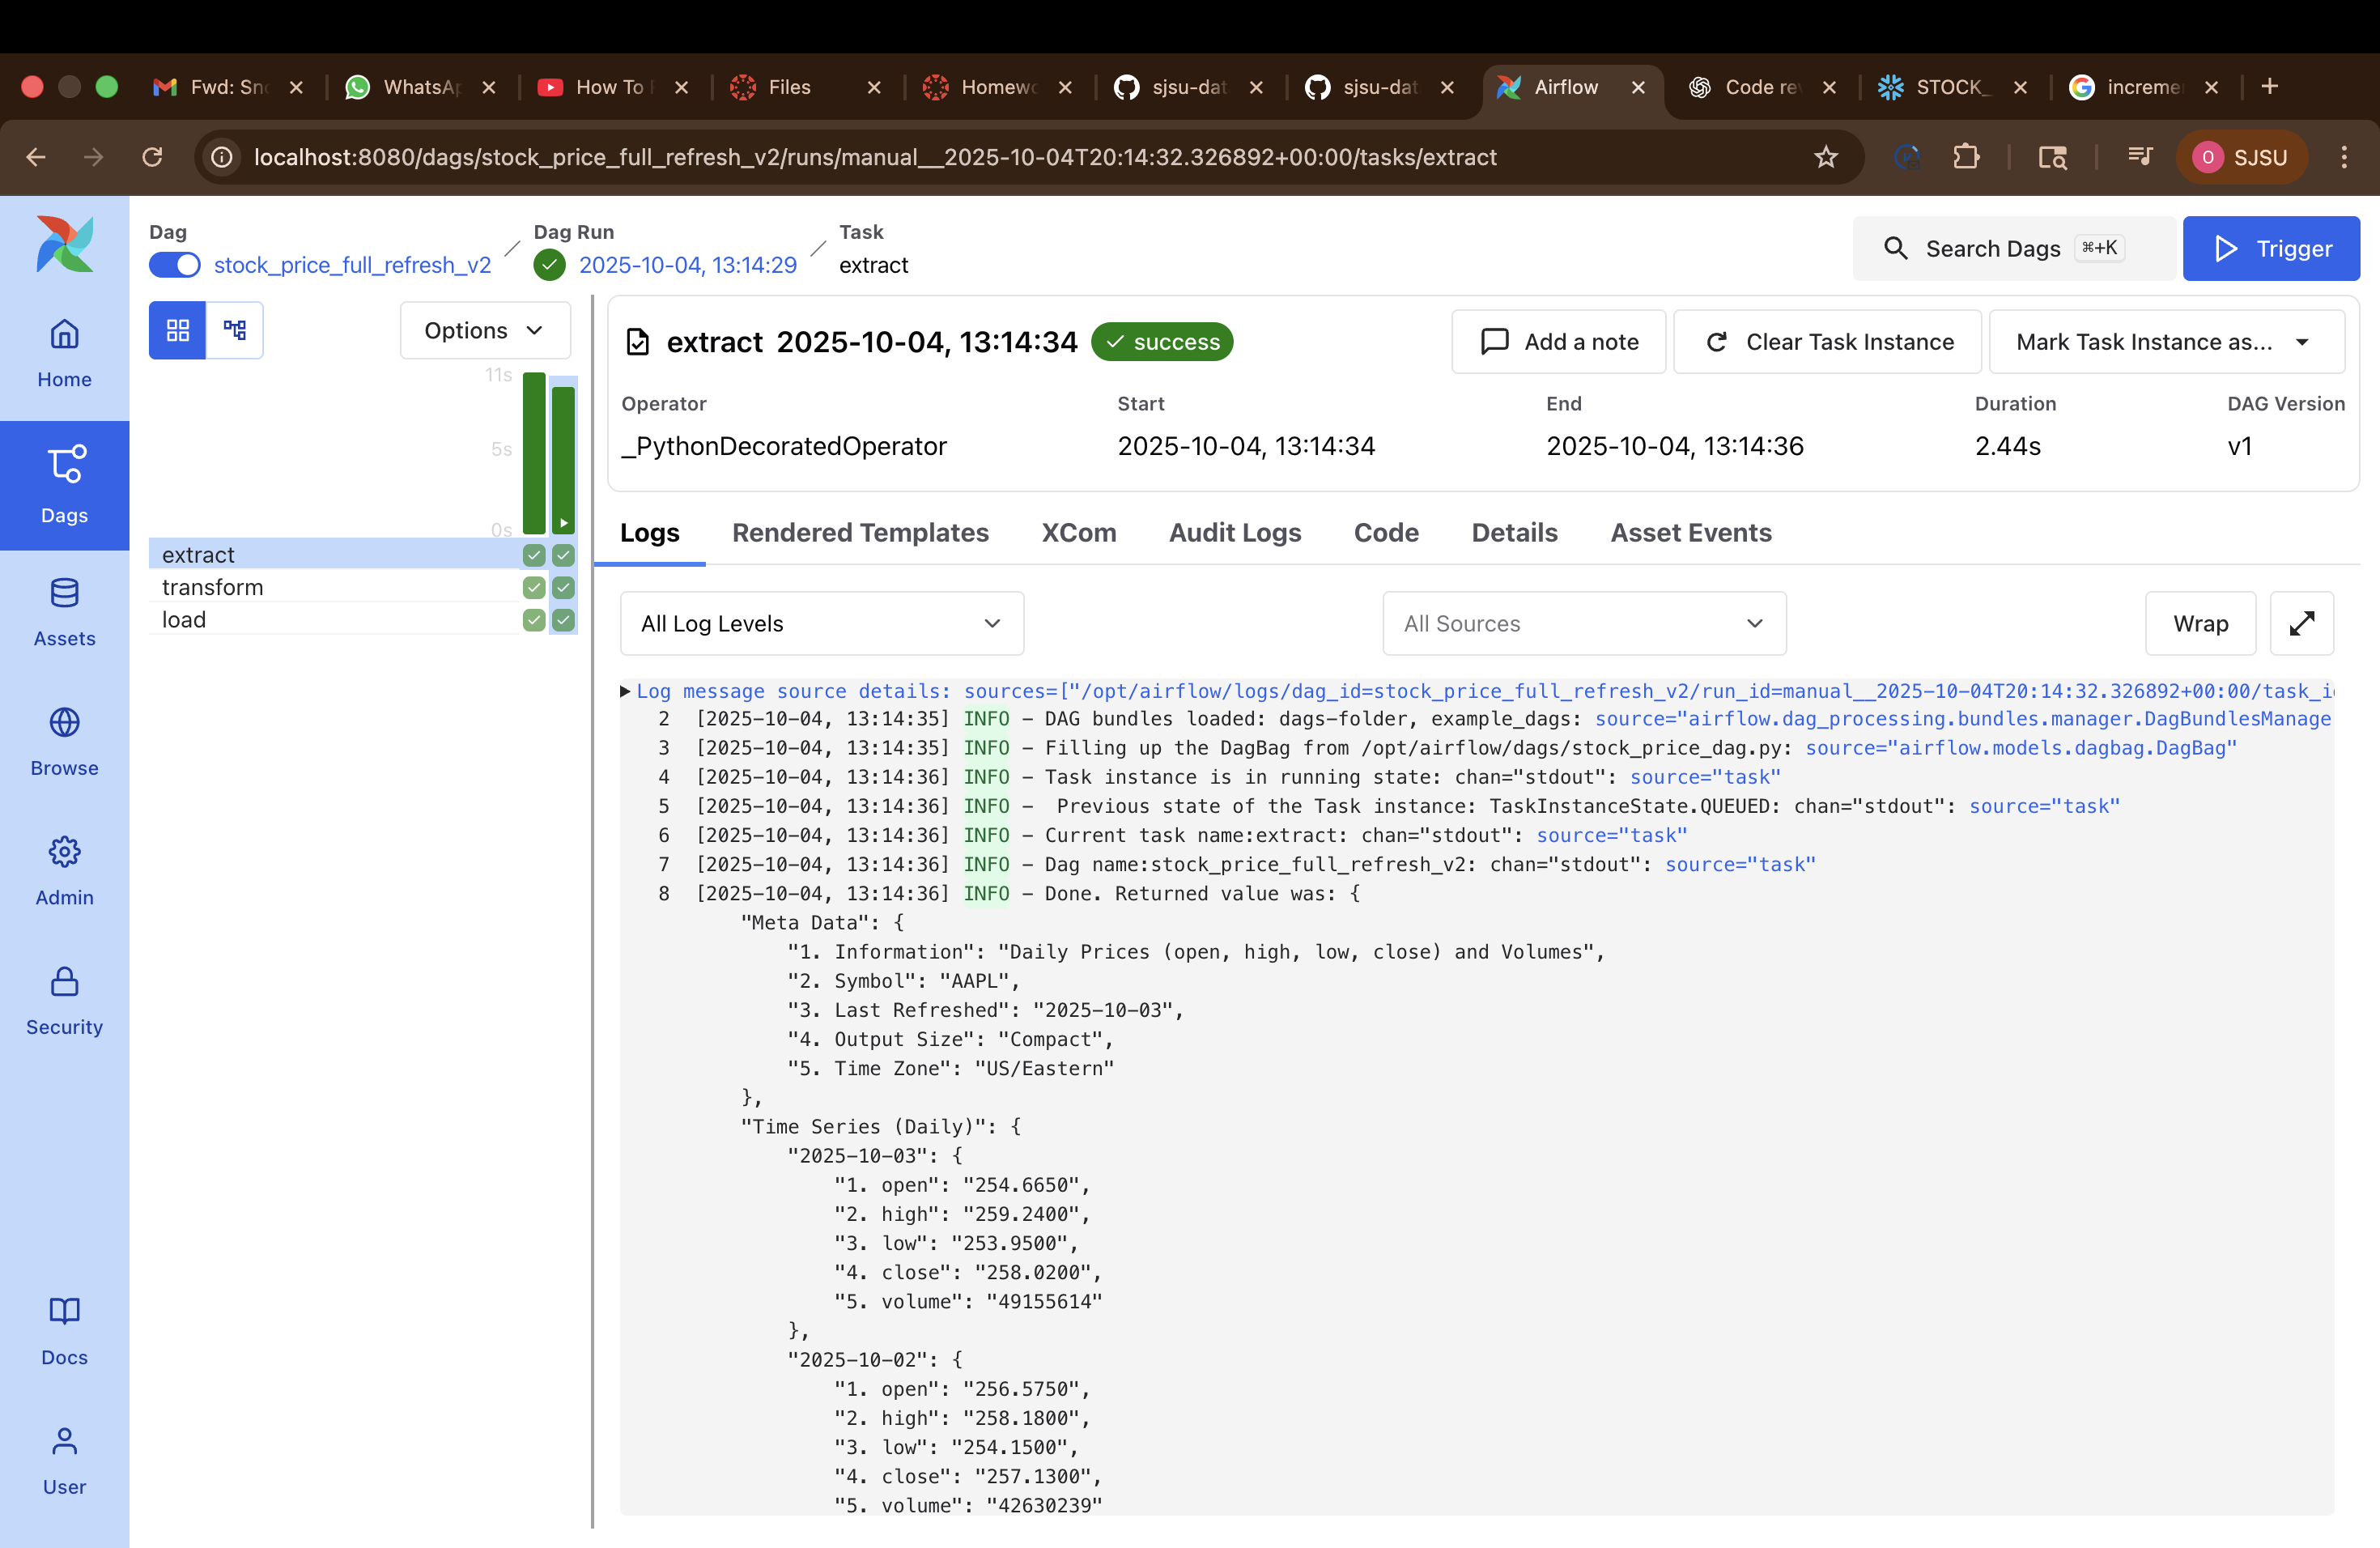 Fwd: Sn
WhatsAp
How To
Files
Homewo
sjsu-dat
sjsu-dat
Airflow
Code re
STOCK_
increme
localhost:8080/dags/stock_price_full_refresh_v2/runs/manual__2025-10-04T20:14:32.326892+00:00/tasks/extract
O SJSU
Dag
stock_price_full_refresh_v2
Dag Run
2025-10-04, 13:14:29
Task
extract
Search Dags ⌘+K
Trigger
Home
Dags
Assets
Browse
Admin
Security
Docs
User
Options
11s
5s
0s
extract
transform
load
extract 2025-10-04, 13:14:34 success
Add a note
Clear Task Instance
Mark Task Instance as...
Operator Start End Duration DAG Version
_PythonDecoratedOperator 2025-10-04, 13:14:34 2025-10-04, 13:14:36 2.44s v1
Logs Rendered Templates XCom Audit Logs Code Details Asset Events
All Log Levels
All Sources
Wrap
Log message source details: sources=["/opt/airflow/logs/dag_id=stock_price_full_refresh_v2/run_id=manual__2025-10-04T20:14:32.326892+00:00/task_i
2 [2025-10-04, 13:14:35] INFO - DAG bundles loaded: dags-folder, example_dags: source="airflow.dag_processing.bundles.manager.DagBundlesManage
3 [2025-10-04, 13:14:35] INFO - Filling up the DagBag from /opt/airflow/dags/stock_price_dag.py: source="airflow.models.dagbag.DagBag"
4 [2025-10-04, 13:14:36] INFO - Task instance is in running state: chan="stdout": source="task"
5 [2025-10-04, 13:14:36] INFO -  Previous state of the Task instance: TaskInstanceState.QUEUED: chan="stdout": source="task"
6 [2025-10-04, 13:14:36] INFO - Current task name:extract: chan="stdout": source="task"
7 [2025-10-04, 13:14:36] INFO - Dag name:stock_price_full_refresh_v2: chan="stdout": source="task"
8 [2025-10-04, 13:14:36] INFO - Done. Returned value was: {
"Meta Data": {
"1. Information": "Daily Prices (open, high, low, close) and Volumes",
"2. Symbol": "AAPL",
"3. Last Refreshed": "2025-10-03",
"4. Output Size": "Compact",
"5. Time Zone": "US/Eastern"
},
"Time Series (Daily)": {
"2025-10-03": {
"1. open": "254.6650",
"2. high": "259.2400",
"3. low": "253.9500",
"4. close": "258.0200",
"5. volume": "49155614"
},
"2025-10-02": {
"1. open": "256.5750",
"2. high": "258.1800",
"3. low": "254.1500",
"4. close": "257.1300",
"5. volume": "42630239"